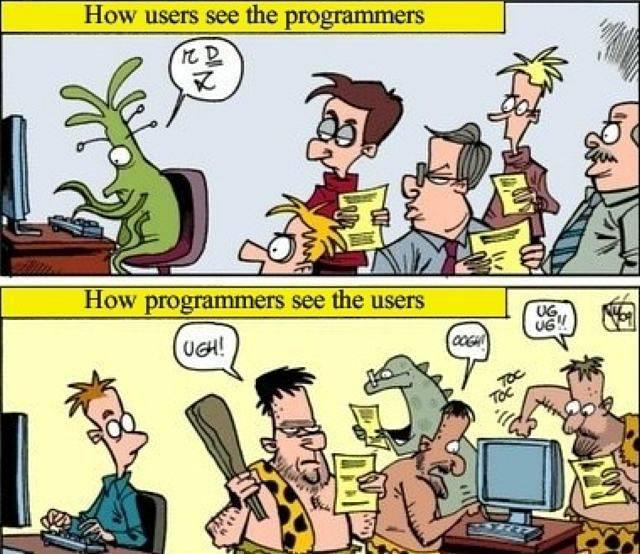 How users see the programmers
How programmers see the users
UGH!
OOGH!
UG
UG!!
TOC
TOC